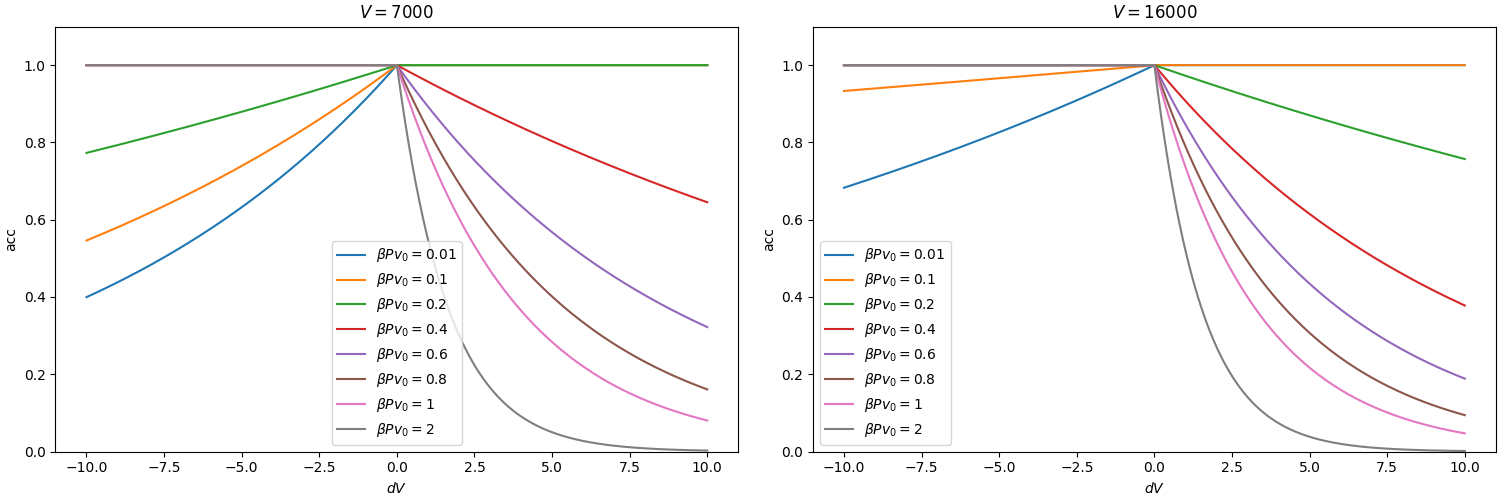 V = 7000
acc
1.0
0.8
0.6
0.4
0.2
0.0
βPv₀ = 0.01
βPv₀ = 0.1
βPv₀ = 0.2
βPv₀ = 0.4
βPv₀ = 0.6
βPv₀ = 0.8
βPv₀ = 1
βPv₀ = 2
−10.0 −7.5 −5.0 −2.5 0.0 2.5 5.0 7.5 10.0
dV
V = 16000
acc
1.0
0.8
0.6
0.4
0.2
0.0
βPv₀ = 0.01
βPv₀ = 0.1
βPv₀ = 0.2
βPv₀ = 0.4
βPv₀ = 0.6
βPv₀ = 0.8
βPv₀ = 1
βPv₀ = 2
−10.0 −7.5 −5.0 −2.5 0.0 2.5 5.0 7.5 10.0
dV